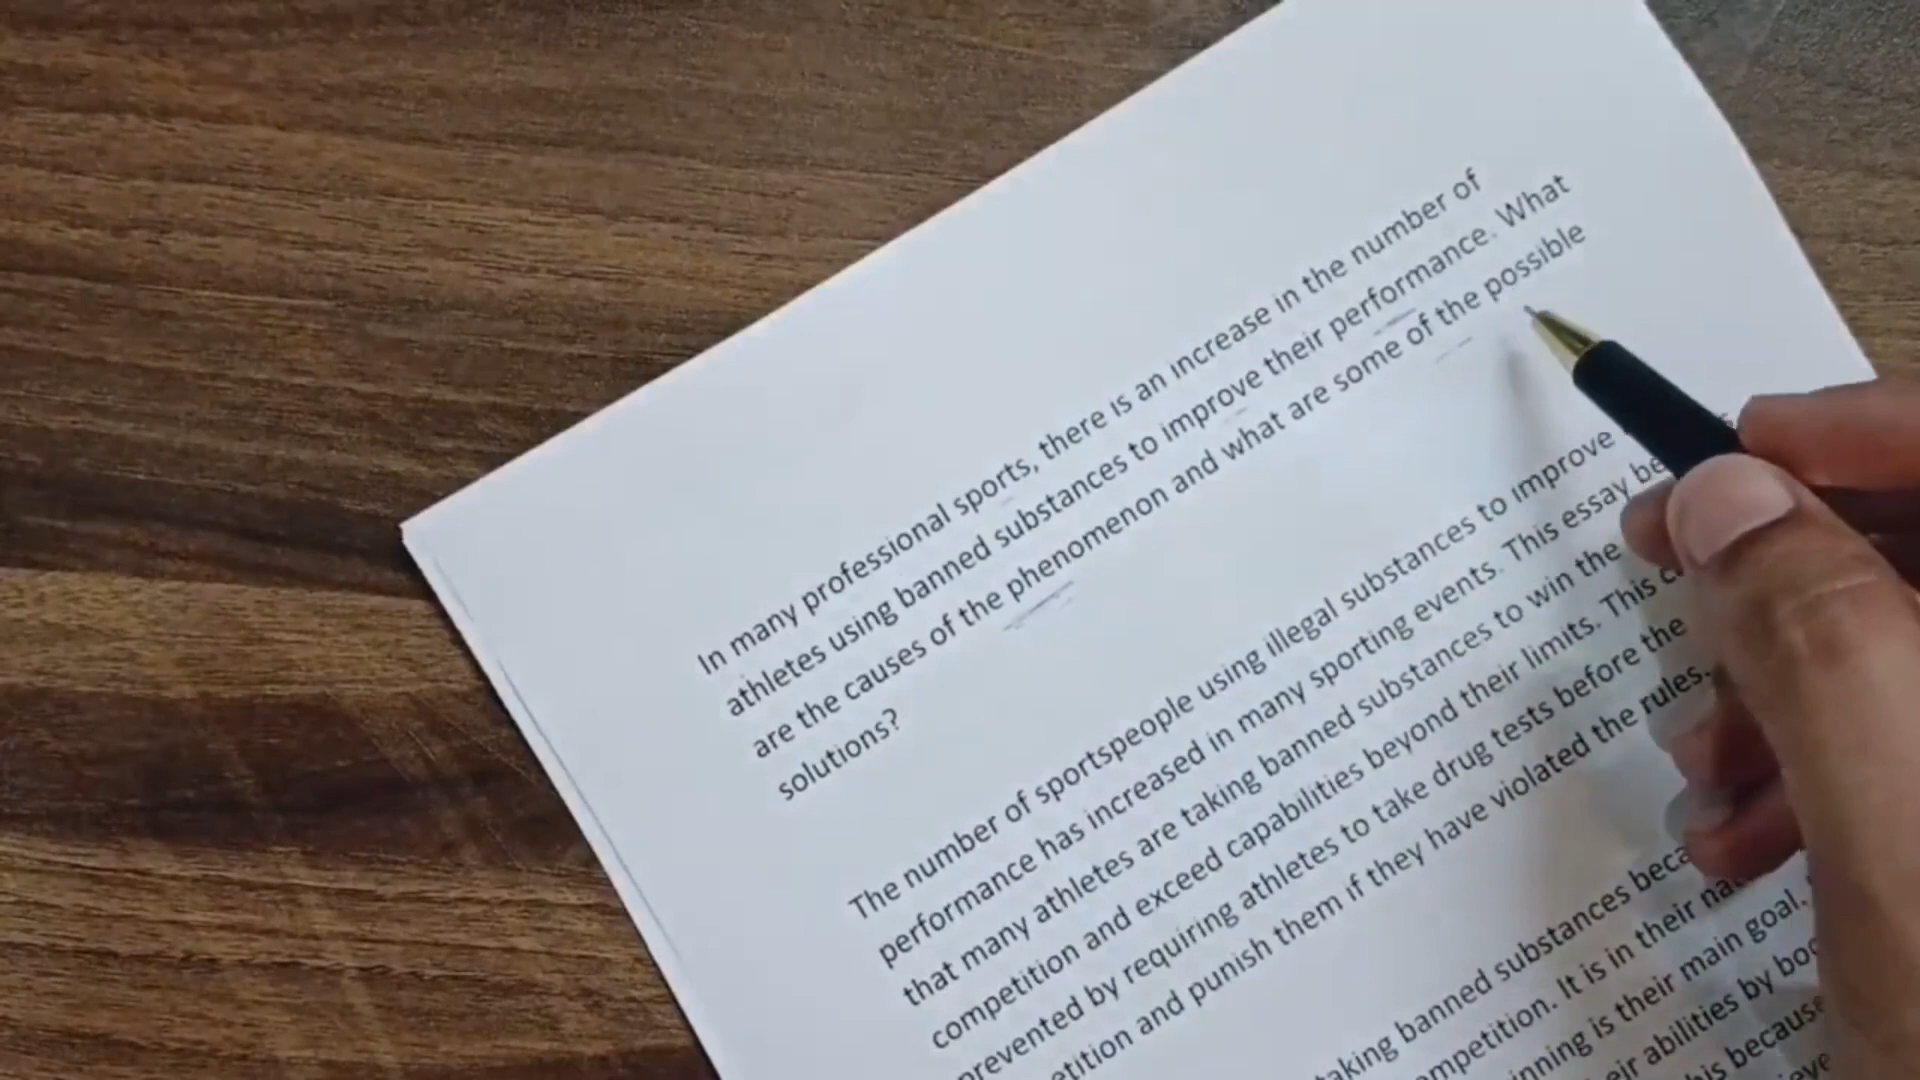 In many professional sports, there is an increase in the number of
athletes using banned substances to improve their performance. What
are the causes of the phenomenon and what are some of the possible
solutions?
The number of sportspeople using illegal substances to improve
performance has increased in many sporting events. This essay
that many athletes are taking banned substances to win the
competition and exceed capabilities beyond their limits. This
prevented by requiring athletes to take drug tests before the
and punish them if they have violated the rules.
taking banned substances
It is in their
is their main goal.
abilities by
this because